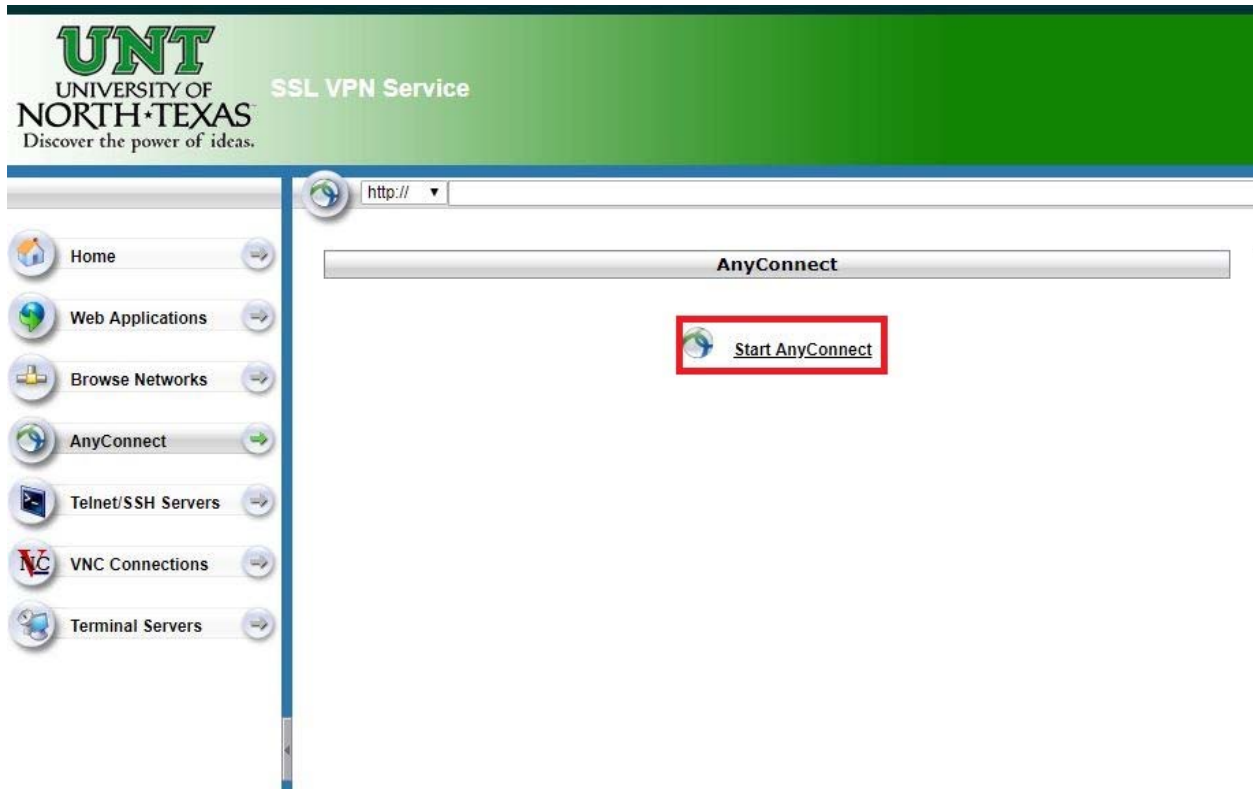 UNT
UNIVERSITY OF
NORTH★TEXAS
Discover the power of ideas.
SSL VPN Service
http://
Home
Web Applications
Browse Networks
AnyConnect
Telnet/SSH Servers
VNC Connections
Terminal Servers
AnyConnect
Start AnyConnect